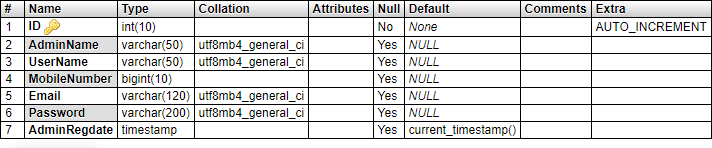 # Name Type Collation Attributes Null Default Comments Extra
1 ID int(10) No None AUTO_INCREMENT
2 AdminName varchar(50) utf8mb4_general_ci Yes NULL
3 UserName varchar(50) utf8mb4_general_ci Yes NULL
4 MobileNumber bigint(10) Yes NULL
5 Email varchar(120) utf8mb4_general_ci Yes NULL
6 Password varchar(200) utf8mb4_general_ci Yes NULL
7 AdminRegdate timestamp Yes current_timestamp()